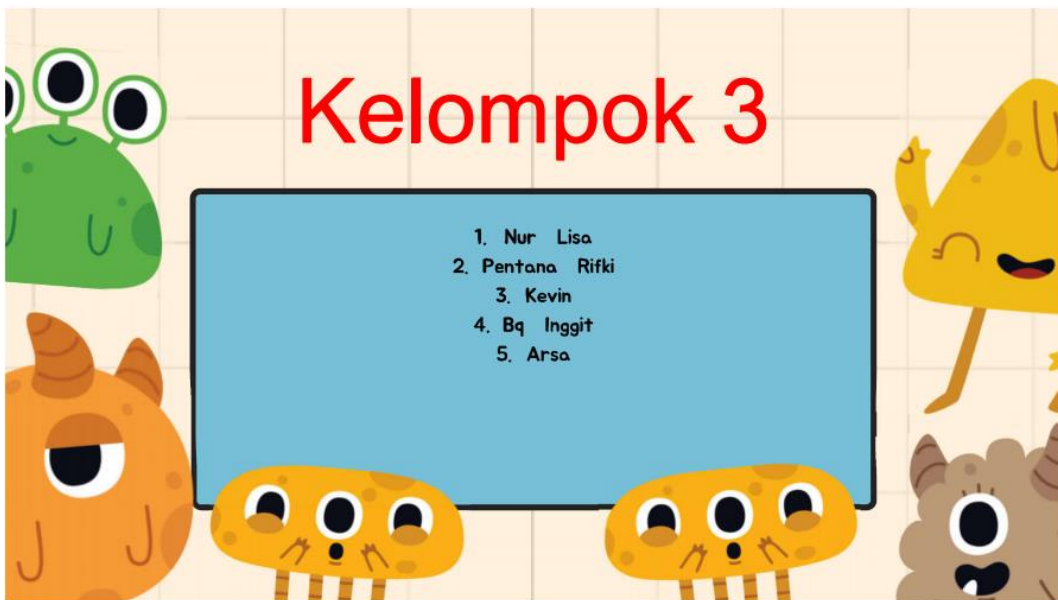 Kelompok 3
1. Nur Lisa
2. Pentana Rifki
3. Kevin
4. Bq Inggit
5. Arsa